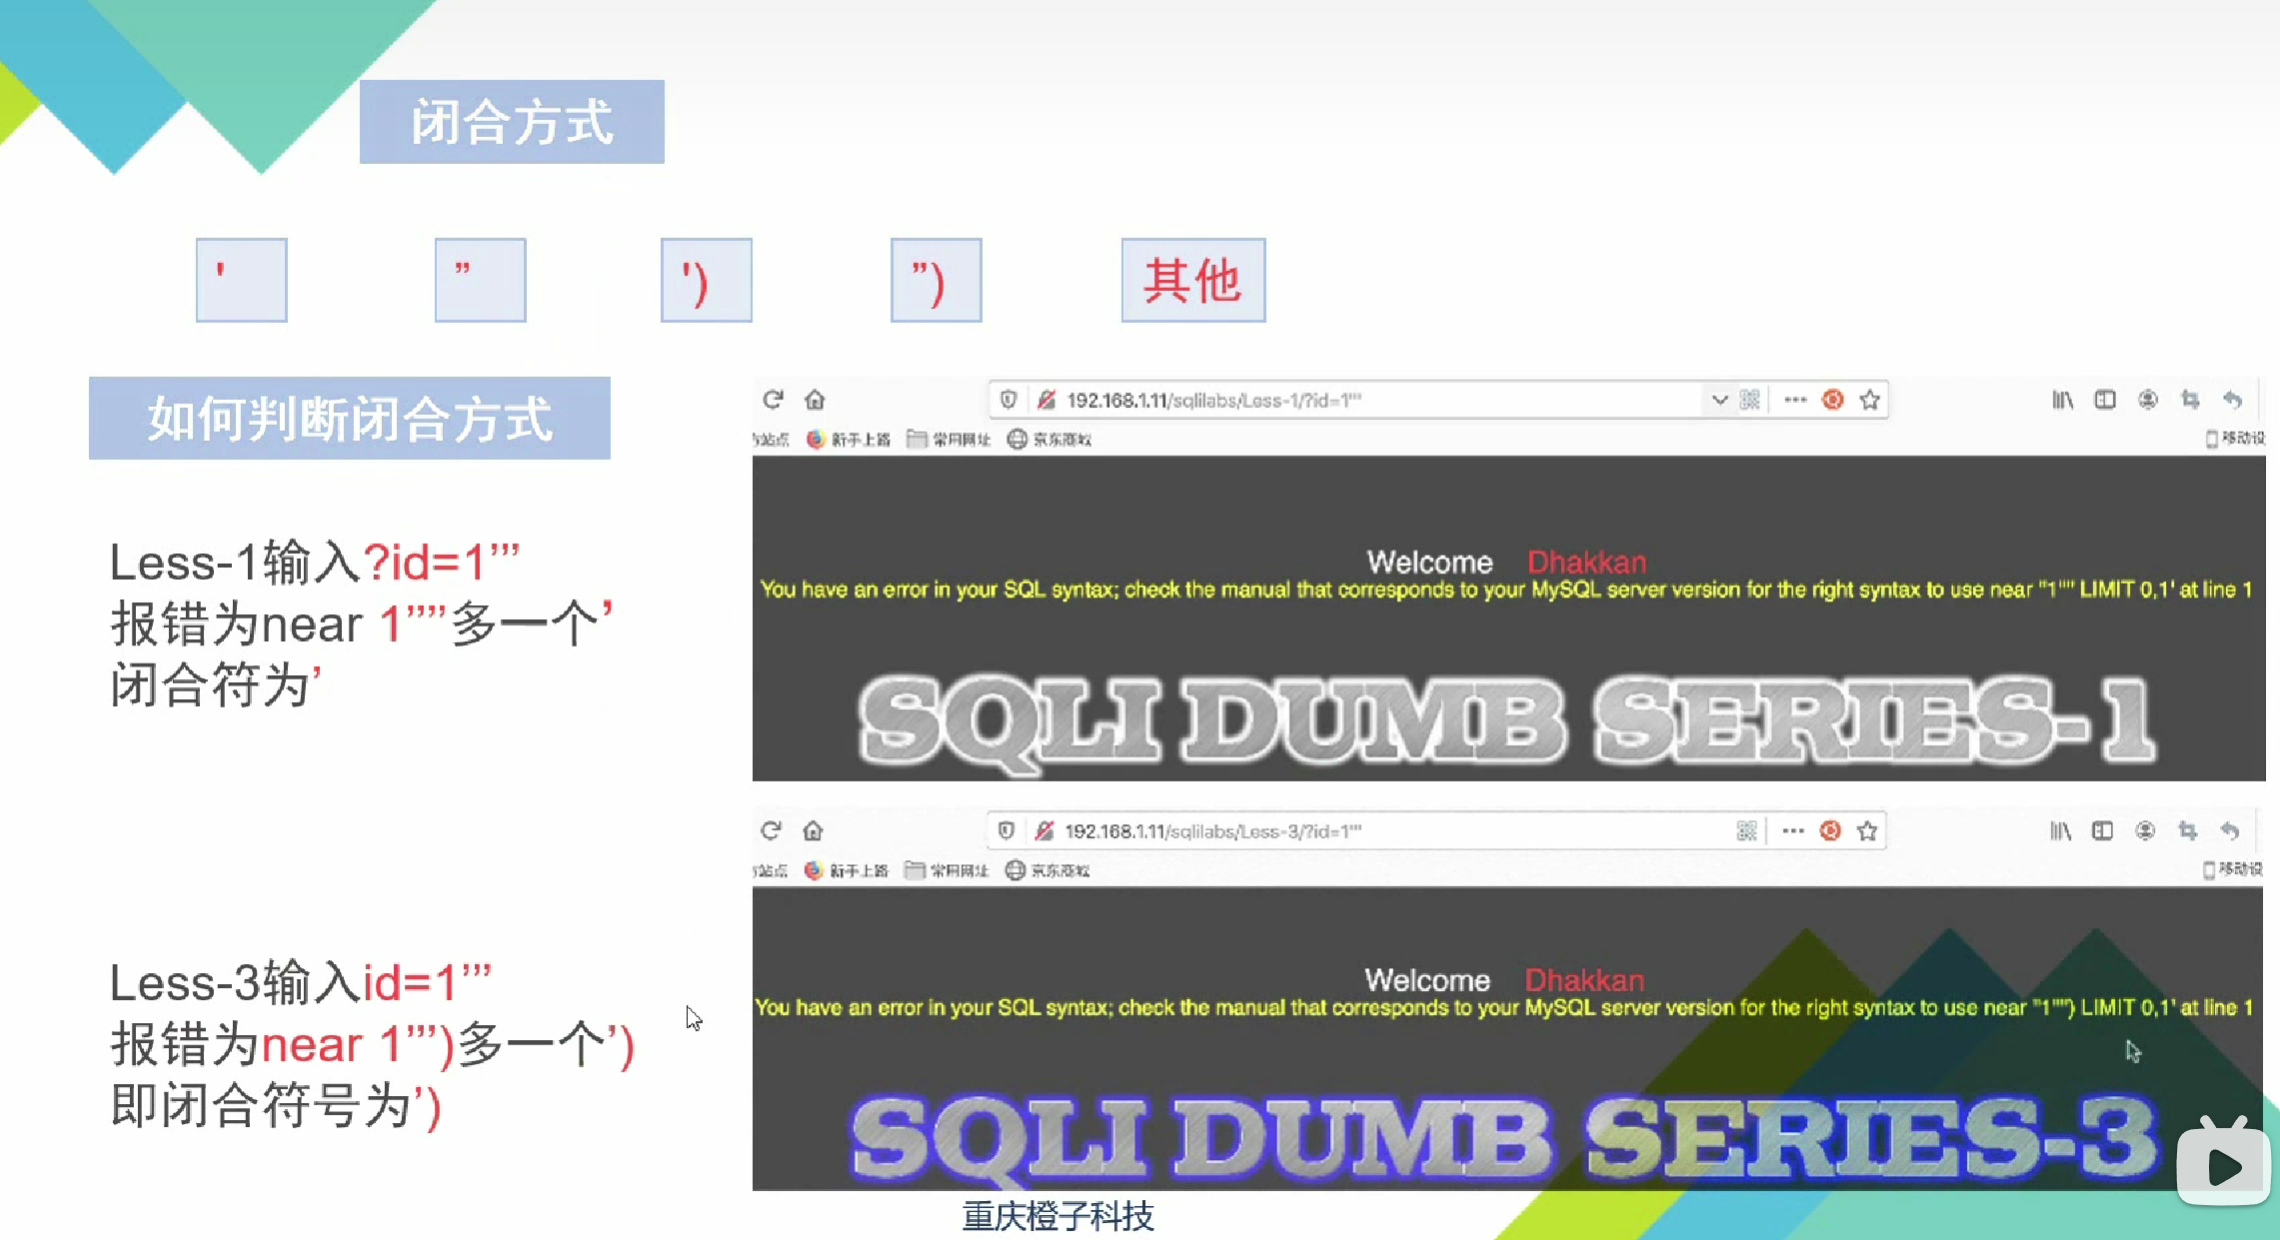 闭合方式
' ” ') ”) 其他
如何判断闭合方式
Less-1输入?id=1’’’
报错为near 1’’’’多一个’
闭合符为’
Less-3输入id=1’’’
报错为near 1’’’)多一个’)
即闭合符号为’)
192.168.1.11/sqlilabs/Less-1/?id=1'''
站点 新手上路 常用网址 京东商城 移动设
Welcome Dhakkan
You have an error in your SQL syntax; check the manual that corresponds to your MySQL server version for the right syntax to use near ''1'''' LIMIT 0,1' at line 1
SQLI DUMB SERIES-1
192.168.1.11/sqlilabs/Less-3/?id=1'''
站点 新手上路 常用网址 京东商城 移动设
Welcome Dhakkan
You have an error in your SQL syntax; check the manual that corresponds to your MySQL server version for the right syntax to use near ''1'''') LIMIT 0,1' at line 1
SQLI DUMB SERIES-3
重庆橙子科技